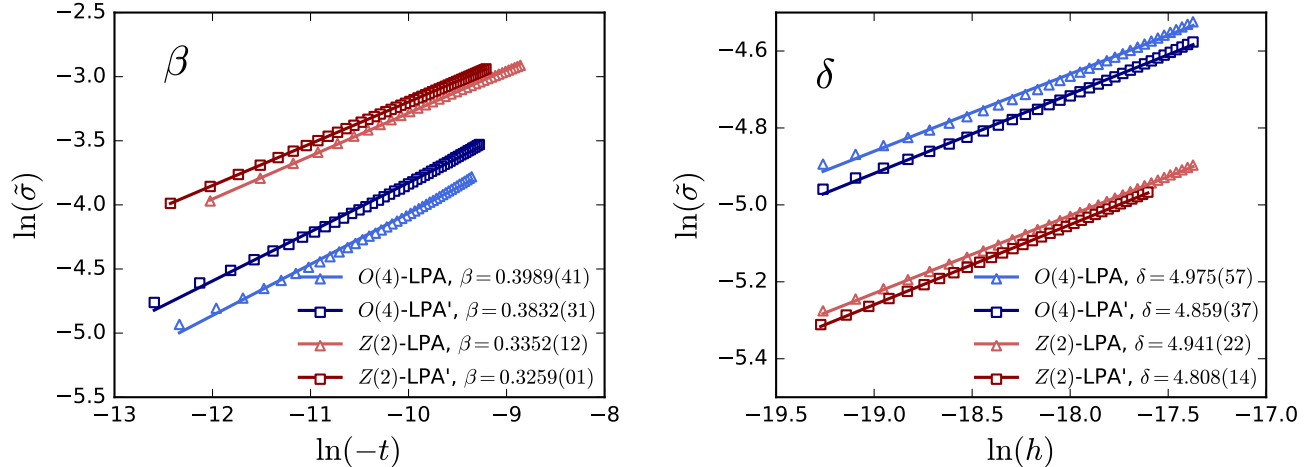 β
ln(σ̃)
−2.5
−3.0
−3.5
−4.0
−4.5
−5.0
−5.5
O(4)-LPA, β=0.3989(41)
O(4)-LPA', β=0.3832(31)
Z(2)-LPA, β=0.3352(12)
Z(2)-LPA', β=0.3259(01)
−13 −12 −11 −10 −9 −8
ln(−t)
δ
ln(σ̃)
−4.6
−4.8
−5.0
−5.2
−5.4
O(4)-LPA, δ=4.975(57)
O(4)-LPA', δ=4.859(37)
Z(2)-LPA, δ=4.941(22)
Z(2)-LPA', δ=4.808(14)
−19.5 −19.0 −18.5 −18.0 −17.5 −17.0
ln(h)